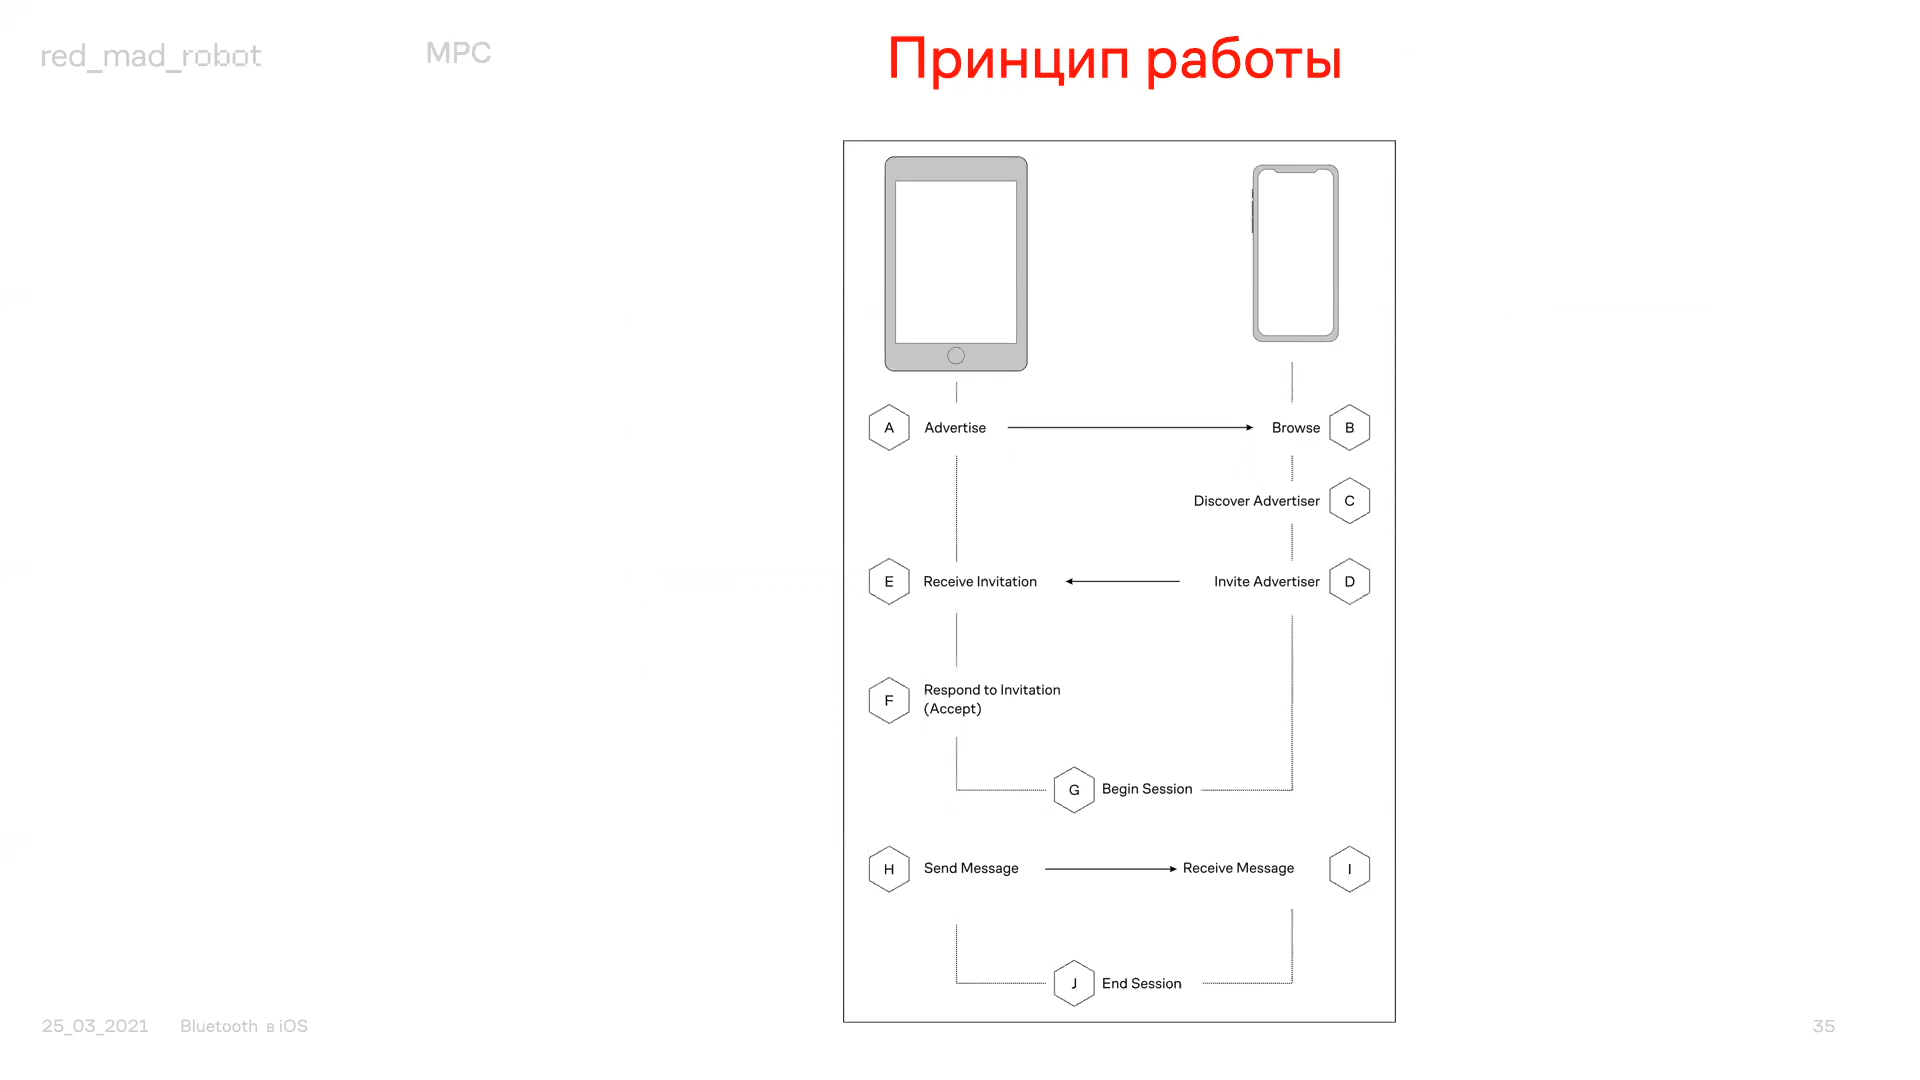 red_mad_robot
MPC
Принцип работы
A Advertise
Browse B
Discover Advertiser C
E Receive Invitation
Invite Advertiser D
F Respond to Invitation
(Accept)
G Begin Session
H Send Message
Receive Message I
J End Session
25_03_2021
Bluetooth в iOS
35